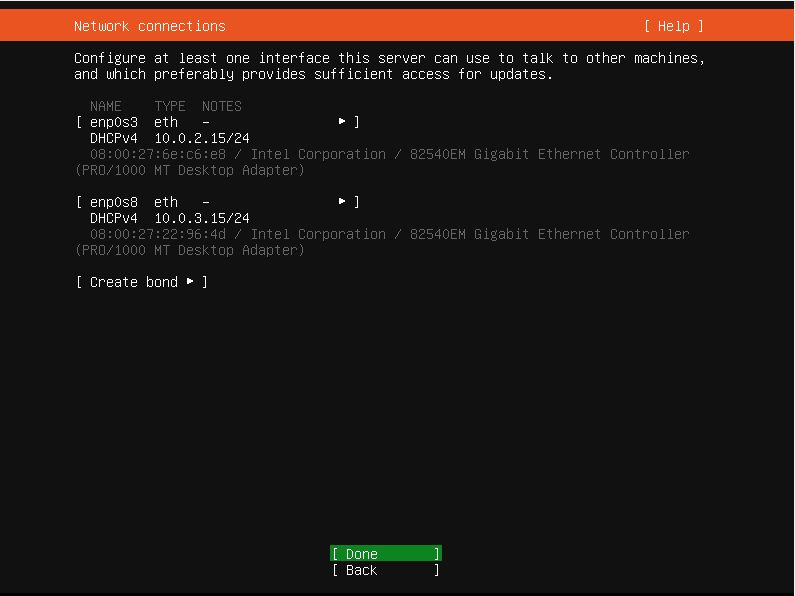 Network connections [ Help ]
Configure at least one interface this server can use to talk to other machines,
and which preferably provides sufficient access for updates.
NAME TYPE NOTES
[ enp0s3 eth - ▸ ]
DHCPv4 10.0.2.15/24
08:00:27:6e:c6:e8 / Intel Corporation / 82540EM Gigabit Ethernet Controller
(PRO/1000 MT Desktop Adapter)
[ enp0s8 eth - ▸ ]
DHCPv4 10.0.3.15/24
08:00:27:22:96:4d / Intel Corporation / 82540EM Gigabit Ethernet Controller
(PRO/1000 MT Desktop Adapter)
[ Create bond ▸ ]
[ Done ]
[ Back ]